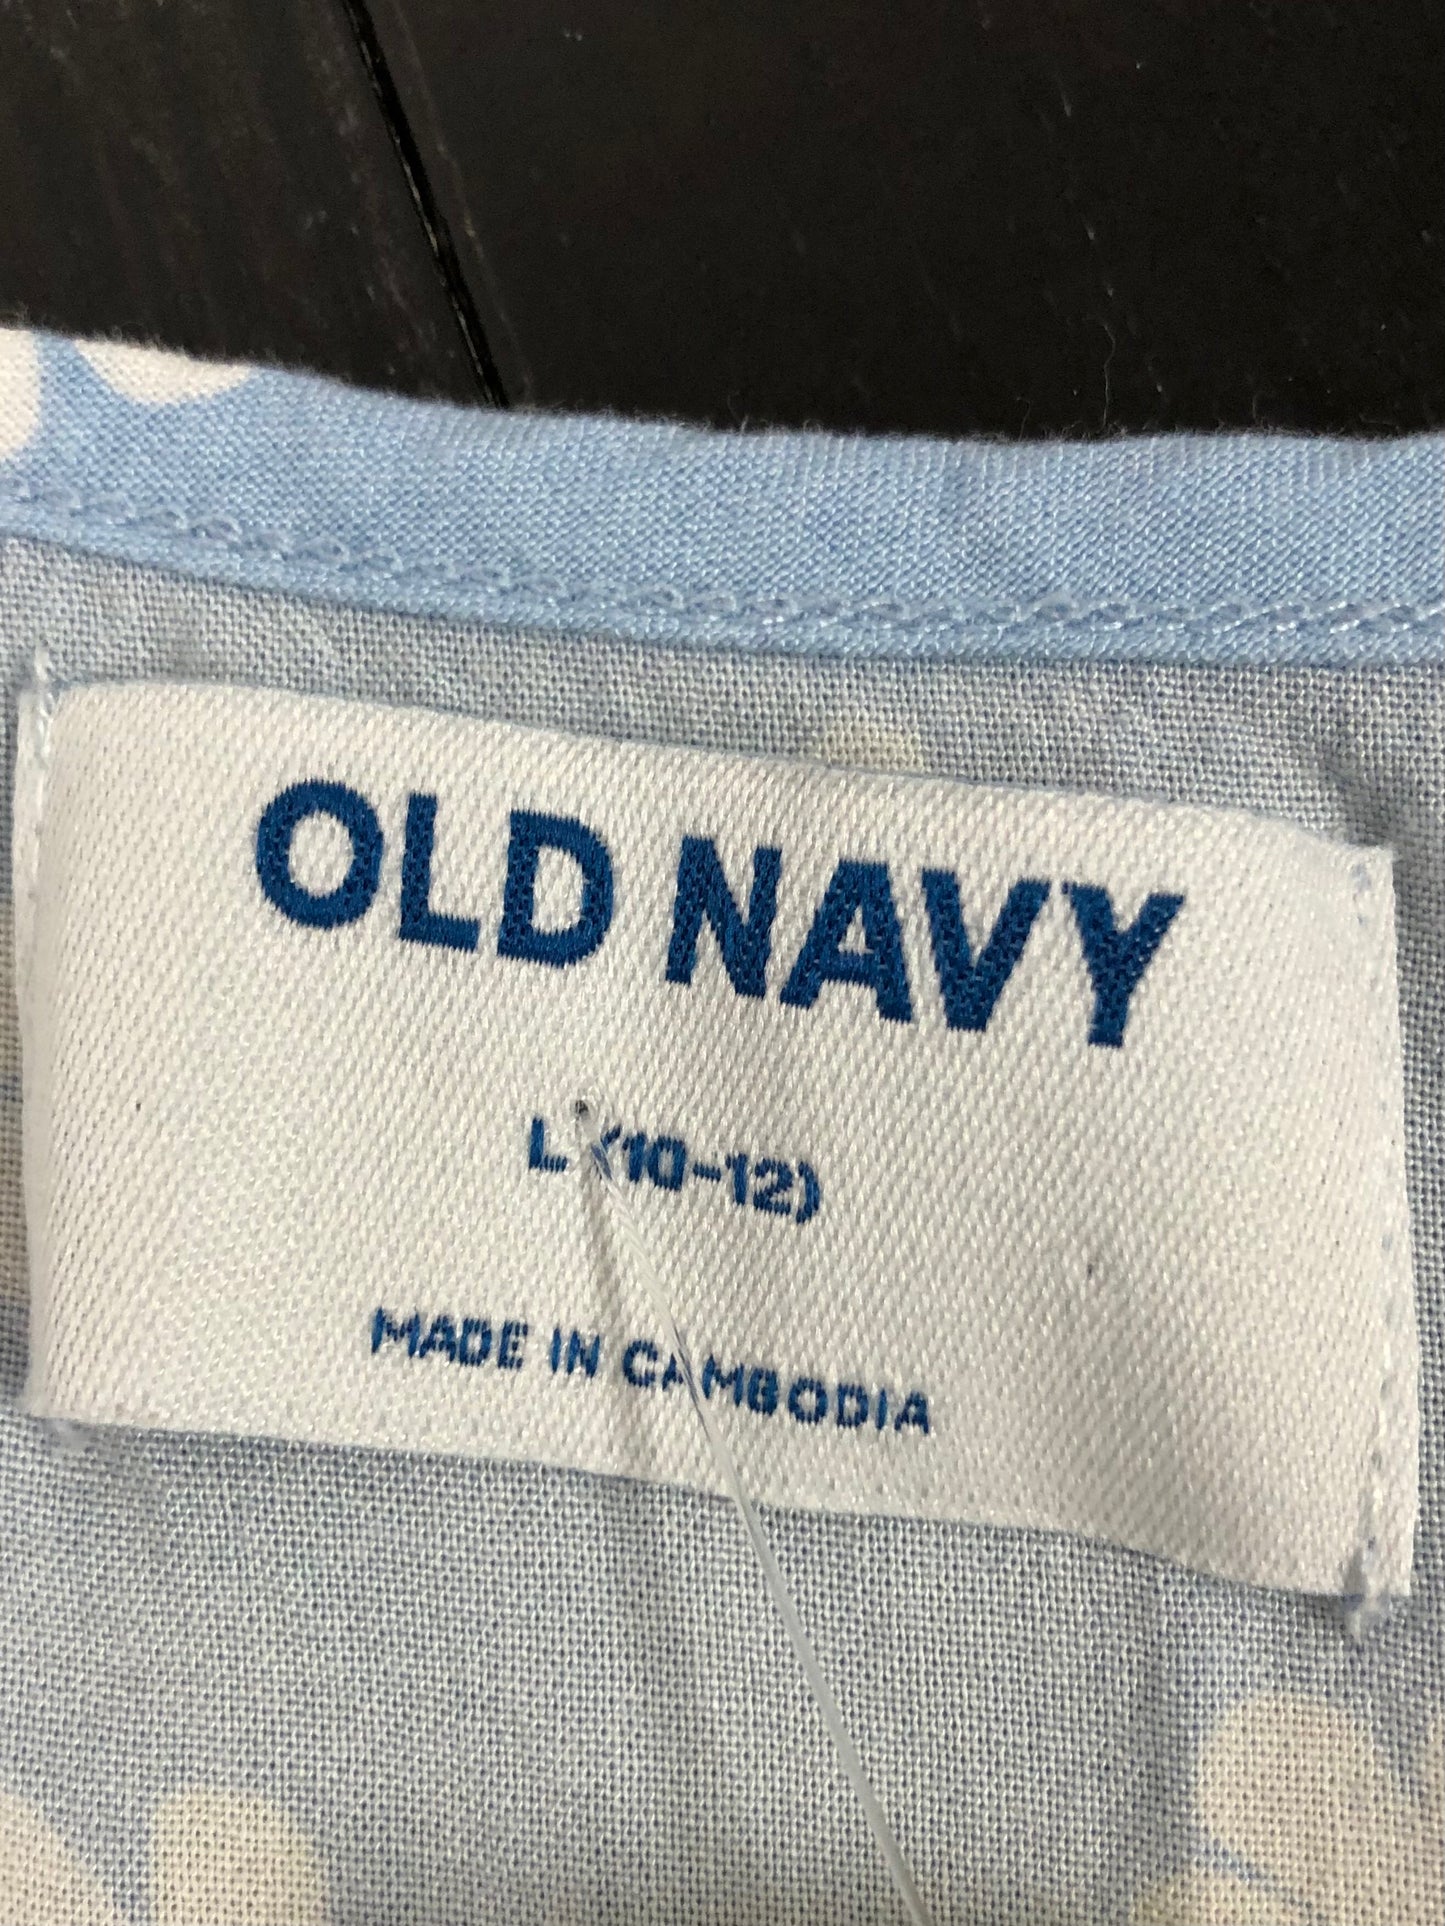 OLD NAVY
L (10-12)
MADE IN CAMBODIA